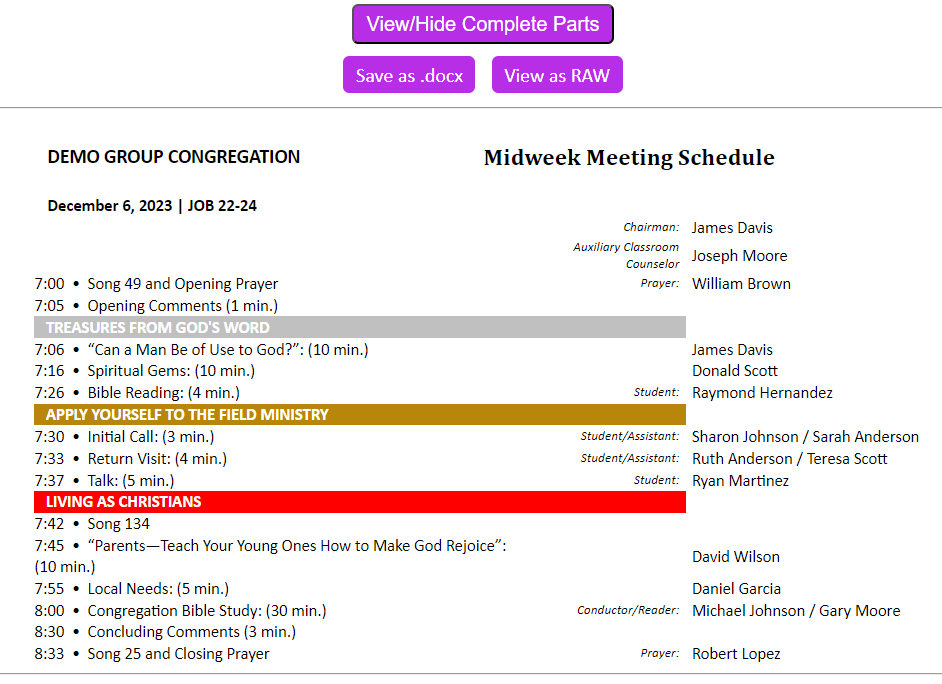 View/Hide Complete Parts
Save as .docx View as RAW
DEMO GROUP CONGREGATION Midweek Meeting Schedule
December 6, 2023 | JOB 22-24
Chairman: James Davis
Auxiliary Classroom
Counselor Joseph Moore
7:00 • Song 49 and Opening Prayer Prayer: William Brown
7:05 • Opening Comments (1 min.)
TREASURES FROM GOD'S WORD
7:06 • “Can a Man Be of Use to God?”: (10 min.) James Davis
7:16 • Spiritual Gems: (10 min.) Donald Scott
7:26 • Bible Reading: (4 min.) Student: Raymond Hernandez
APPLY YOURSELF TO THE FIELD MINISTRY
7:30 • Initial Call: (3 min.) Student/Assistant: Sharon Johnson / Sarah Anderson
7:33 • Return Visit: (4 min.) Student/Assistant: Ruth Anderson / Teresa Scott
7:37 • Talk: (5 min.) Student: Ryan Martinez
LIVING AS CHRISTIANS
7:42 • Song 134
7:45 • “Parents—Teach Your Young Ones How to Make God Rejoice”:
(10 min.) David Wilson
7:55 • Local Needs: (5 min.) Daniel Garcia
8:00 • Congregation Bible Study: (30 min.) Conductor/Reader: Michael Johnson / Gary Moore
8:30 • Concluding Comments (3 min.)
8:33 • Song 25 and Closing Prayer Prayer: Robert Lopez